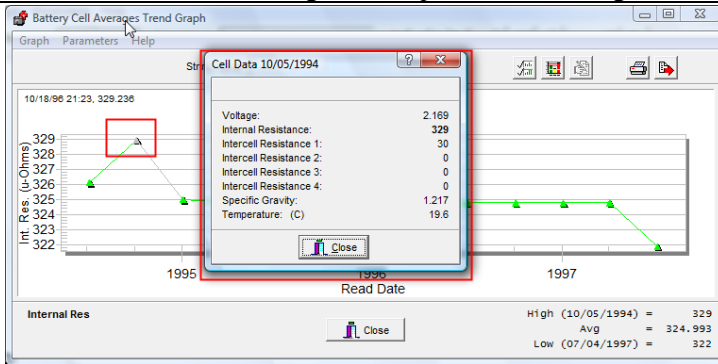 Battery Cell Averages Trend Graph
Graph Parameters Help
Cell Data 10/05/1994
10/18/96 21:23, 329.236
Voltage: 2.169
Internal Resistance: 329
Intercell Resistance 1: 30
Intercell Resistance 2: 0
Intercell Resistance 3: 0
Intercell Resistance 4: 0
Specific Gravity: 1.217
Temperature: (C) 19.6
Close
Int. Res. (u-Ohms)
329
328
327
326
325
324
323
322
1995 1996 1997
Read Date
Internal Res
Close
High (10/05/1994) = 329
Avg = 324.993
Low (07/04/1997) = 322